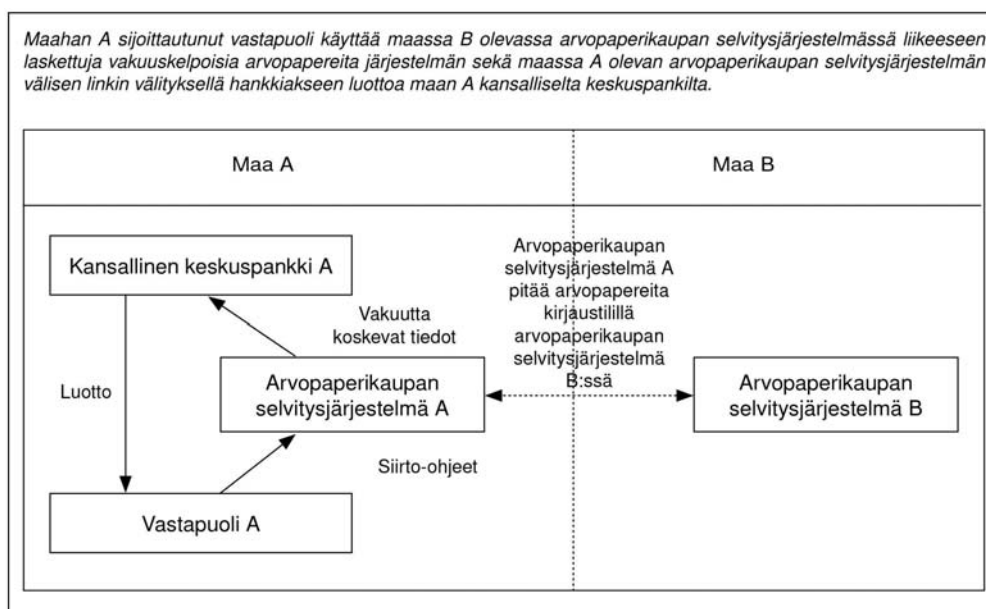 Maahan A sijoittautunut vastapuoli käyttää maassa B olevassa arvopaperikaupan selvitysjärjestelmässä liikeeseen
laskettuja vakuuskelpoisia arvopapereita järjestelmän sekä maassa A olevan arvopaperikaupan selvitysjärjestelmän
välisen linkin välityksellä hankkiakseen luottoa maan A kansalliselta keskuspankilta.
Maa A
Maa B
Kansallinen keskuspankki A
Arvopaperikaupan
selvitysjärjestelmä A
pitää arvopapereita
kirjaustilillä
arvopaperikaupan
selvitysjärjestelmä
B:ssä
Vakuutta
koskevat tiedot
Luotto
Arvopaperikaupan
selvitysjärjestelmä A
Arvopaperikaupan
selvitysjärjestelmä B
Siirto-ohjeet
Vastapuoli A